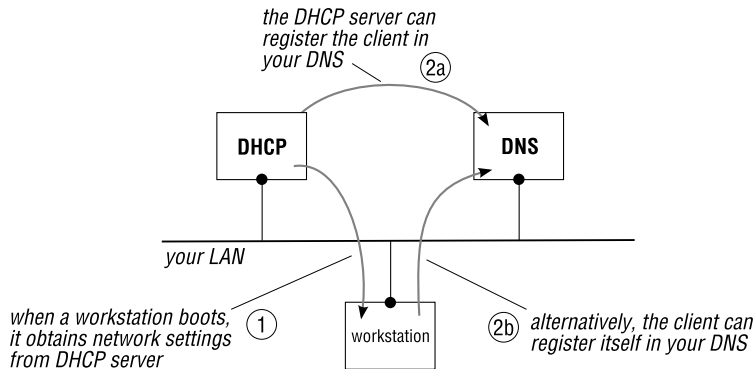 the DHCP server can
register the client in
your DNS
2a
DHCP
DNS
your LAN
when a workstation boots,
it obtains network settings
from DHCP server
1
workstation
2b
alternatively, the client can
register itself in your DNS